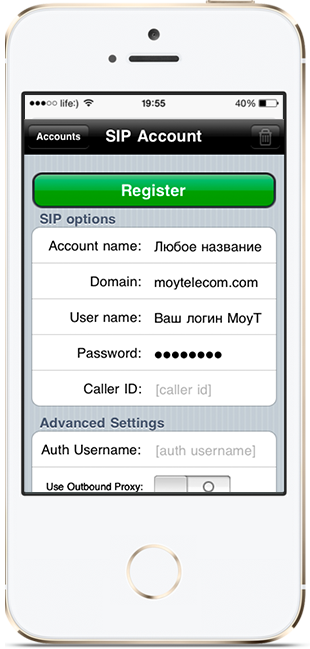 life:) 19:55 40%
Accounts SIP Account
Register
SIP options
Account name: Любое название
Domain: moytelecom.com
User name: Ваш логин МоуТ
Password: ●●●●●●●●
Caller ID: [caller id]
Advanced Settings
Auth Username: [auth username]
Use Outbound Proxy: